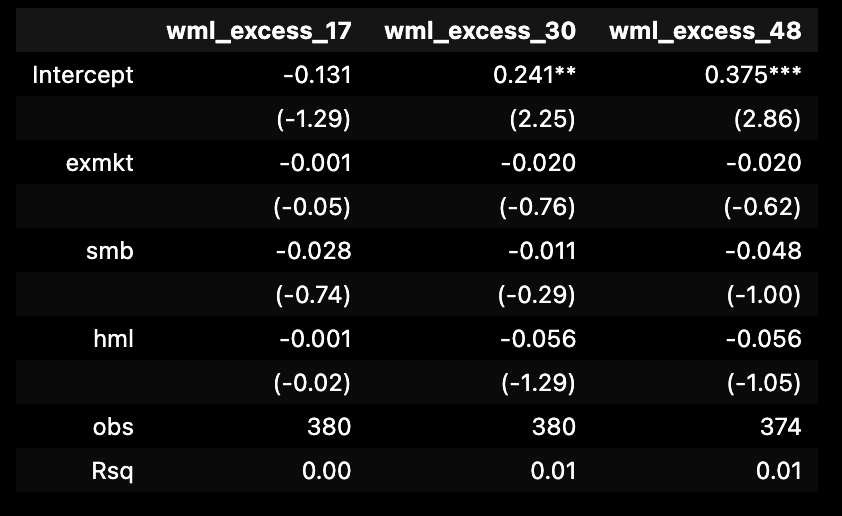 wml_excess_17 wml_excess_30 wml_excess_48
Intercept -0.131 0.241** 0.375***
(-1.29) (2.25) (2.86)
exmkt -0.001 -0.020 -0.020
(-0.05) (-0.76) (-0.62)
smb -0.028 -0.011 -0.048
(-0.74) (-0.29) (-1.00)
hml -0.001 -0.056 -0.056
(-0.02) (-1.29) (-1.05)
obs 380 380 374
Rsq 0.00 0.01 0.01